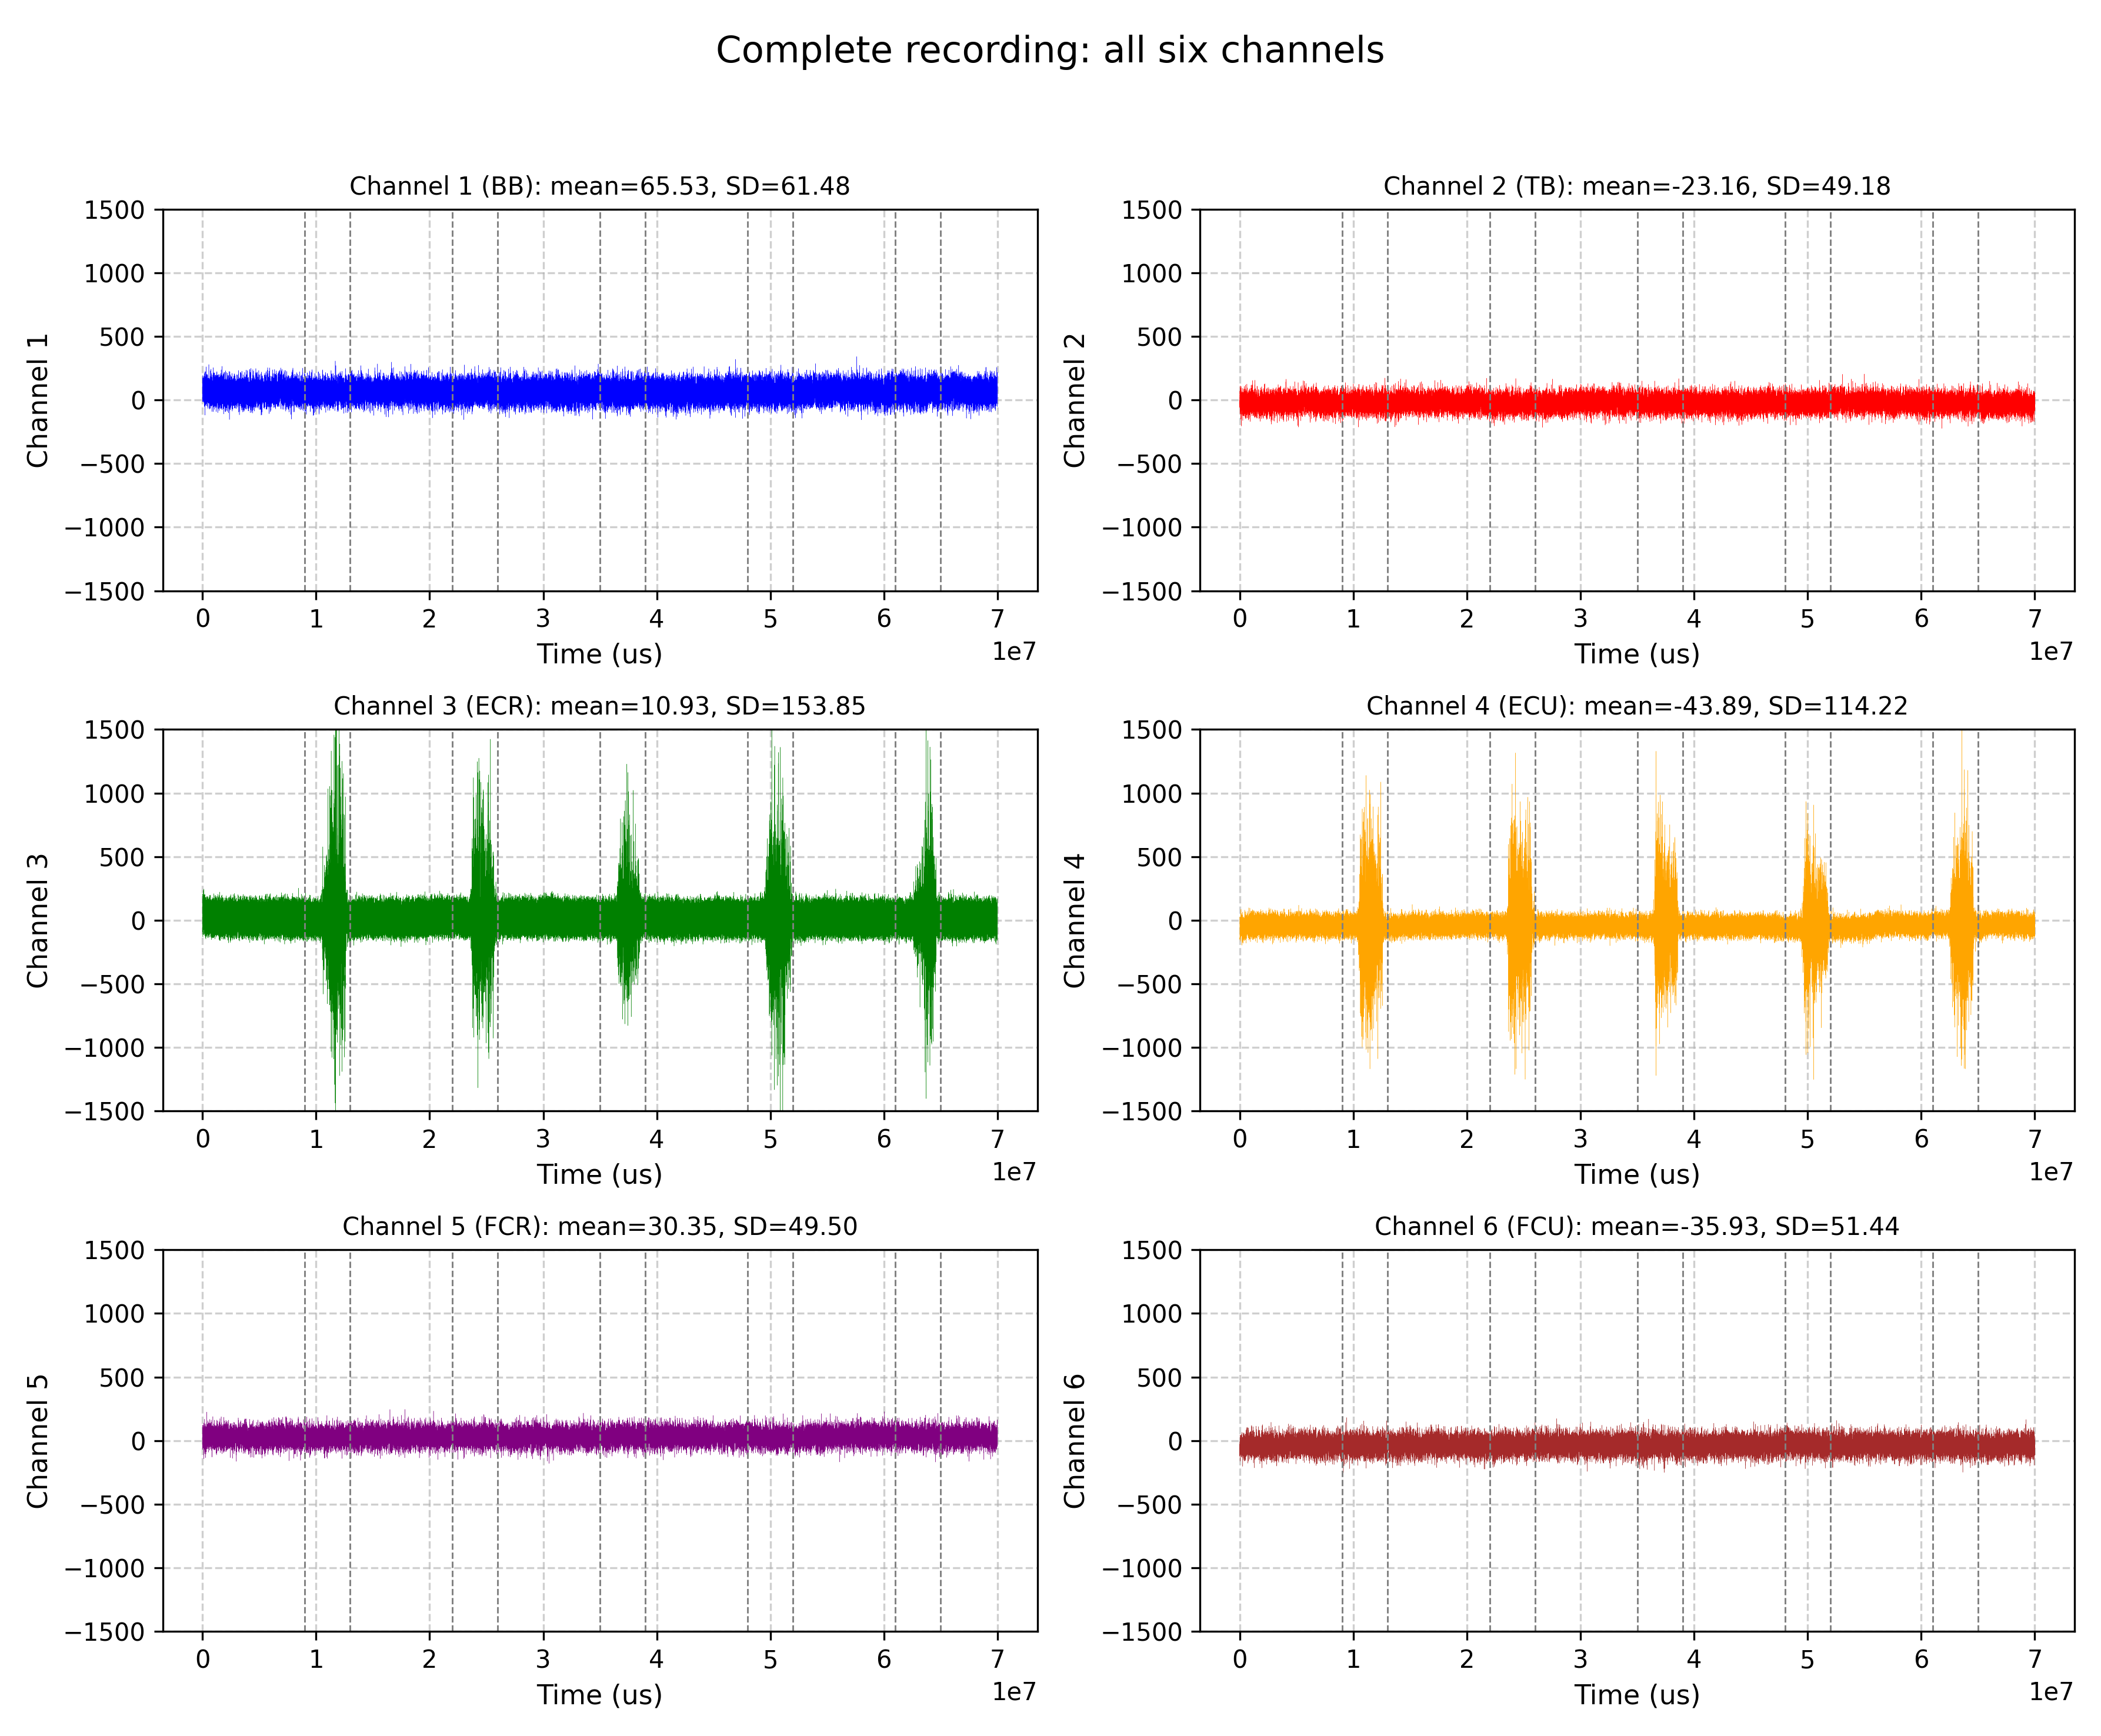 Complete recording: all six channels
Channel 1 (BB): mean=65.53, SD=61.48
Channel 1
1500
1000
500
0
−500
−1000
−1500
0 1 2 3 4 5 6 7
Time (us)
1e7
Channel 2 (TB): mean=-23.16, SD=49.18
Channel 2
1500
1000
500
0
−500
−1000
−1500
0 1 2 3 4 5 6 7
Time (us)
1e7
Channel 3 (ECR): mean=10.93, SD=153.85
Channel 3
1500
1000
500
0
−500
−1000
−1500
0 1 2 3 4 5 6 7
Time (us)
1e7
Channel 4 (ECU): mean=-43.89, SD=114.22
Channel 4
1500
1000
500
0
−500
−1000
−1500
0 1 2 3 4 5 6 7
Time (us)
1e7
Channel 5 (FCR): mean=30.35, SD=49.50
Channel 5
1500
1000
500
0
−500
−1000
−1500
0 1 2 3 4 5 6 7
Time (us)
1e7
Channel 6 (FCU): mean=-35.93, SD=51.44
Channel 6
1500
1000
500
0
−500
−1000
−1500
0 1 2 3 4 5 6 7
Time (us)
1e7